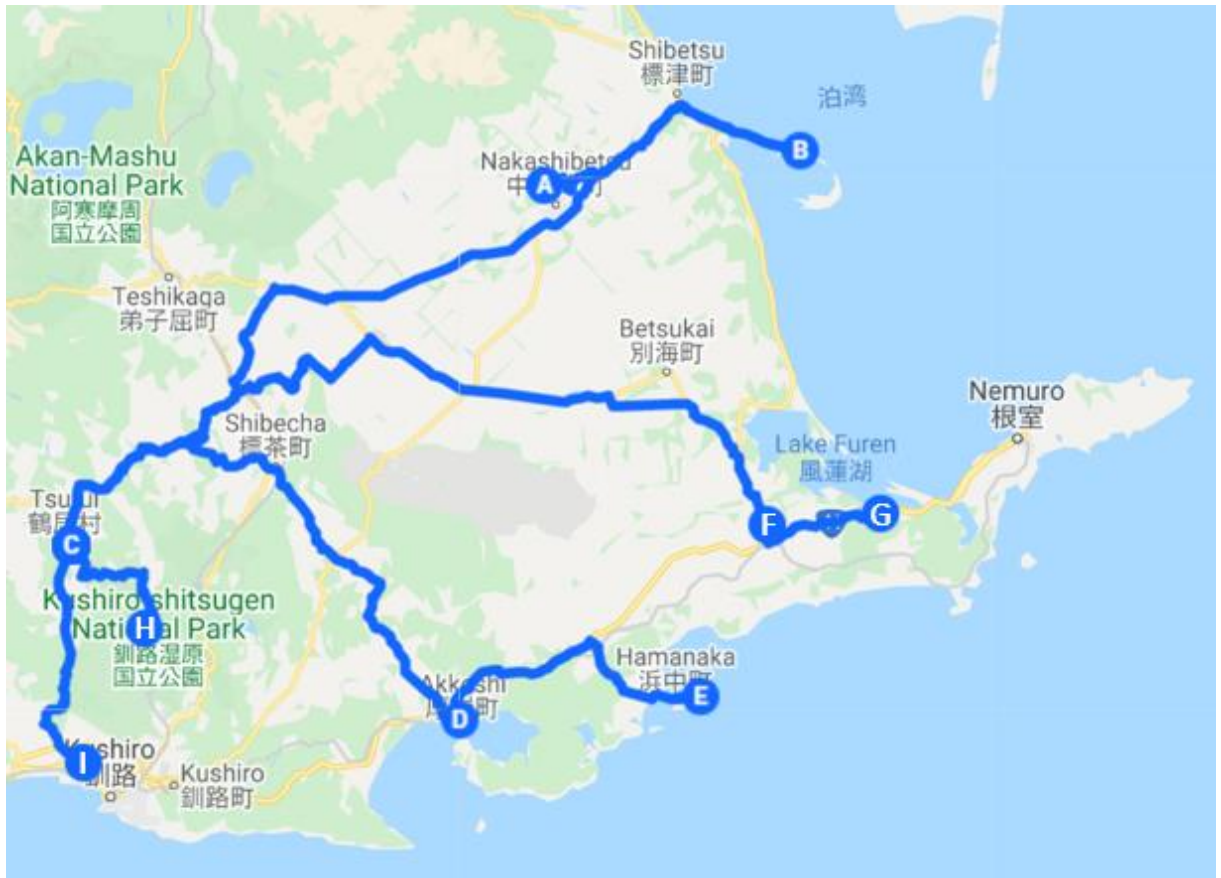 Shibetsu
標津町
泊湾
B
Akan-Mashu
National Park
阿寒摩周
国立公園
Nakashibetsu
A
中 町
Teshikaga
弟子屈町
Betsukai
別海町
Nemuro
根室
Shibecha
標茶町
Lake Furen
風蓮湖
Tsurui
鶴居村
C
F
G
Kushiro-shitsugen
National Park
H
釧路湿原
国立公園
Hamanaka
浜中町
E
Akkeshi
町
D
Kushiro
釧路
I
Kushiro
釧路町